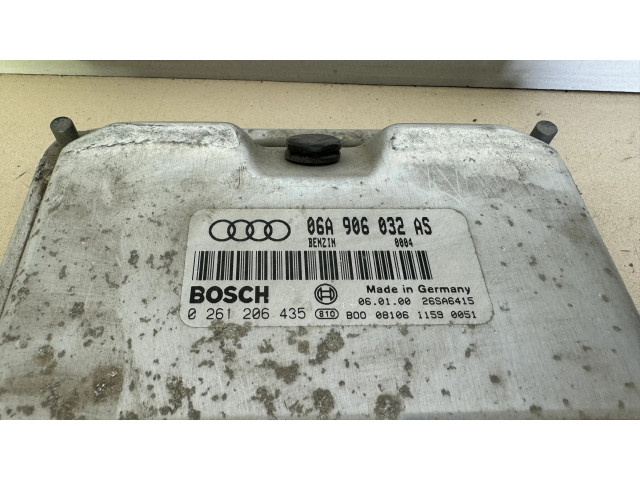 06A 906 032 AS
BENZIN 0004
BOSCH
Made in Germany
06.01.00 26SA6415
0 261 206 435 810 B00 08106 1159 0051